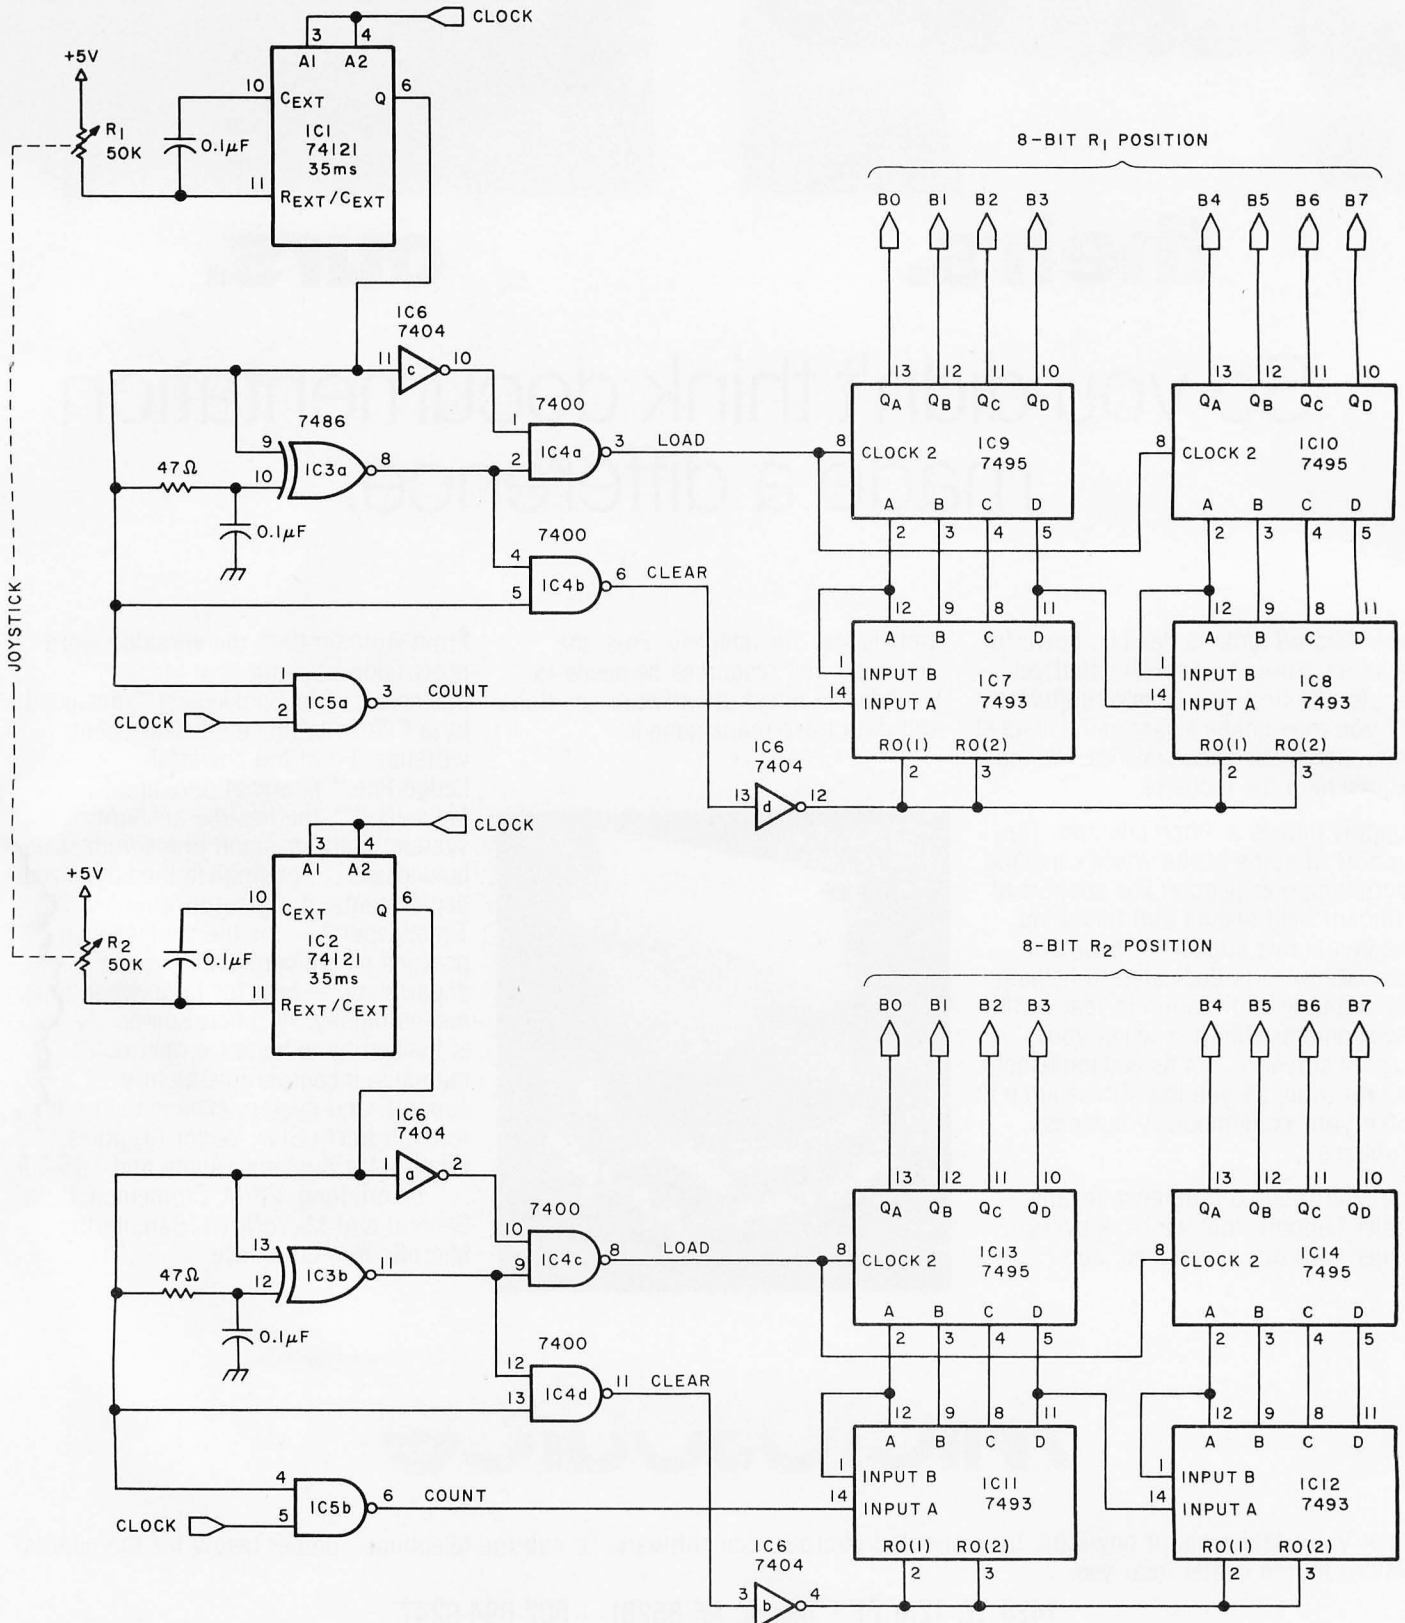 CLOCK
3 4
A1 A2
+5V
10 CEXT Q 6
R1
50K
0.1µF
IC1
74121
35ms
11 REXT/CEXT
JOYSTICK
8-BIT R1 POSITION
B0 B1 B2 B3 B4 B5 B6 B7
IC6
7404
11 c 10
7486
9
10
IC3a
8
47Ω
0.1µF
7400
1
2
IC4a
3
LOAD
7400
4
5
IC4b
6
CLEAR
13 12 11 10
QA QB QC QD
8 CLOCK 2
IC9
7495
A B C D
2 3 4 5
13 12 11 10
QA QB QC QD
8 CLOCK 2
IC10
7495
A B C D
2 3 4 5
1
2
IC5a
3
COUNT
CLOCK
12 9 8 11
A B C D
1 INPUT B
14 INPUT A
IC7
7493
RO(1) RO(2)
2 3
12 9 8 11
A B C D
1 INPUT B
14 INPUT A
IC8
7493
RO(1) RO(2)
2 3
IC6
7404
13 d 12
CLOCK
3 4
A1 A2
+5V
10 CEXT Q 6
R2
50K
0.1µF
IC2
74121
35ms
11 REXT/CEXT
8-BIT R2 POSITION
B0 B1 B2 B3 B4 B5 B6 B7
IC6
7404
1 a 2
13
12
IC3b
11
47Ω
0.1µF
7400
10
9
IC4c
8
LOAD
7400
12
13
IC4d
11
CLEAR
13 12 11 10
QA QB QC QD
8 CLOCK 2
IC13
7495
A B C D
2 3 4 5
13 12 11 10
QA QB QC QD
8 CLOCK 2
IC14
7495
A B C D
2 3 4 5
4
5
IC5b
6
COUNT
CLOCK
12 9 8 11
A B C D
1 INPUT B
14 INPUT A
IC11
7493
RO(1) RO(2)
2 3
12 9 8 11
A B C D
1 INPUT B
14 INPUT A
IC12
7493
RO(1) RO(2)
2 3
IC6
7404
3 b 4